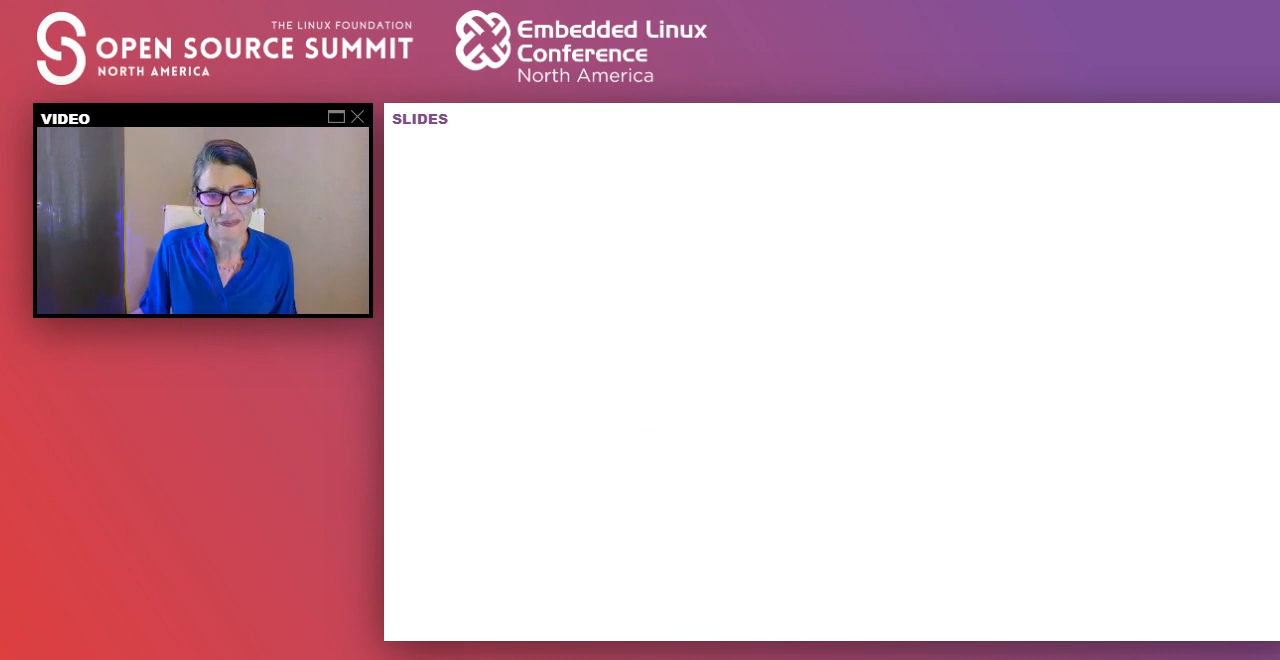 THE LINUX FOUNDATION
OPEN SOURCE SUMMIT
NORTH AMERICA
Embedded Linux
Conference
North America
VIDEO
SLIDES